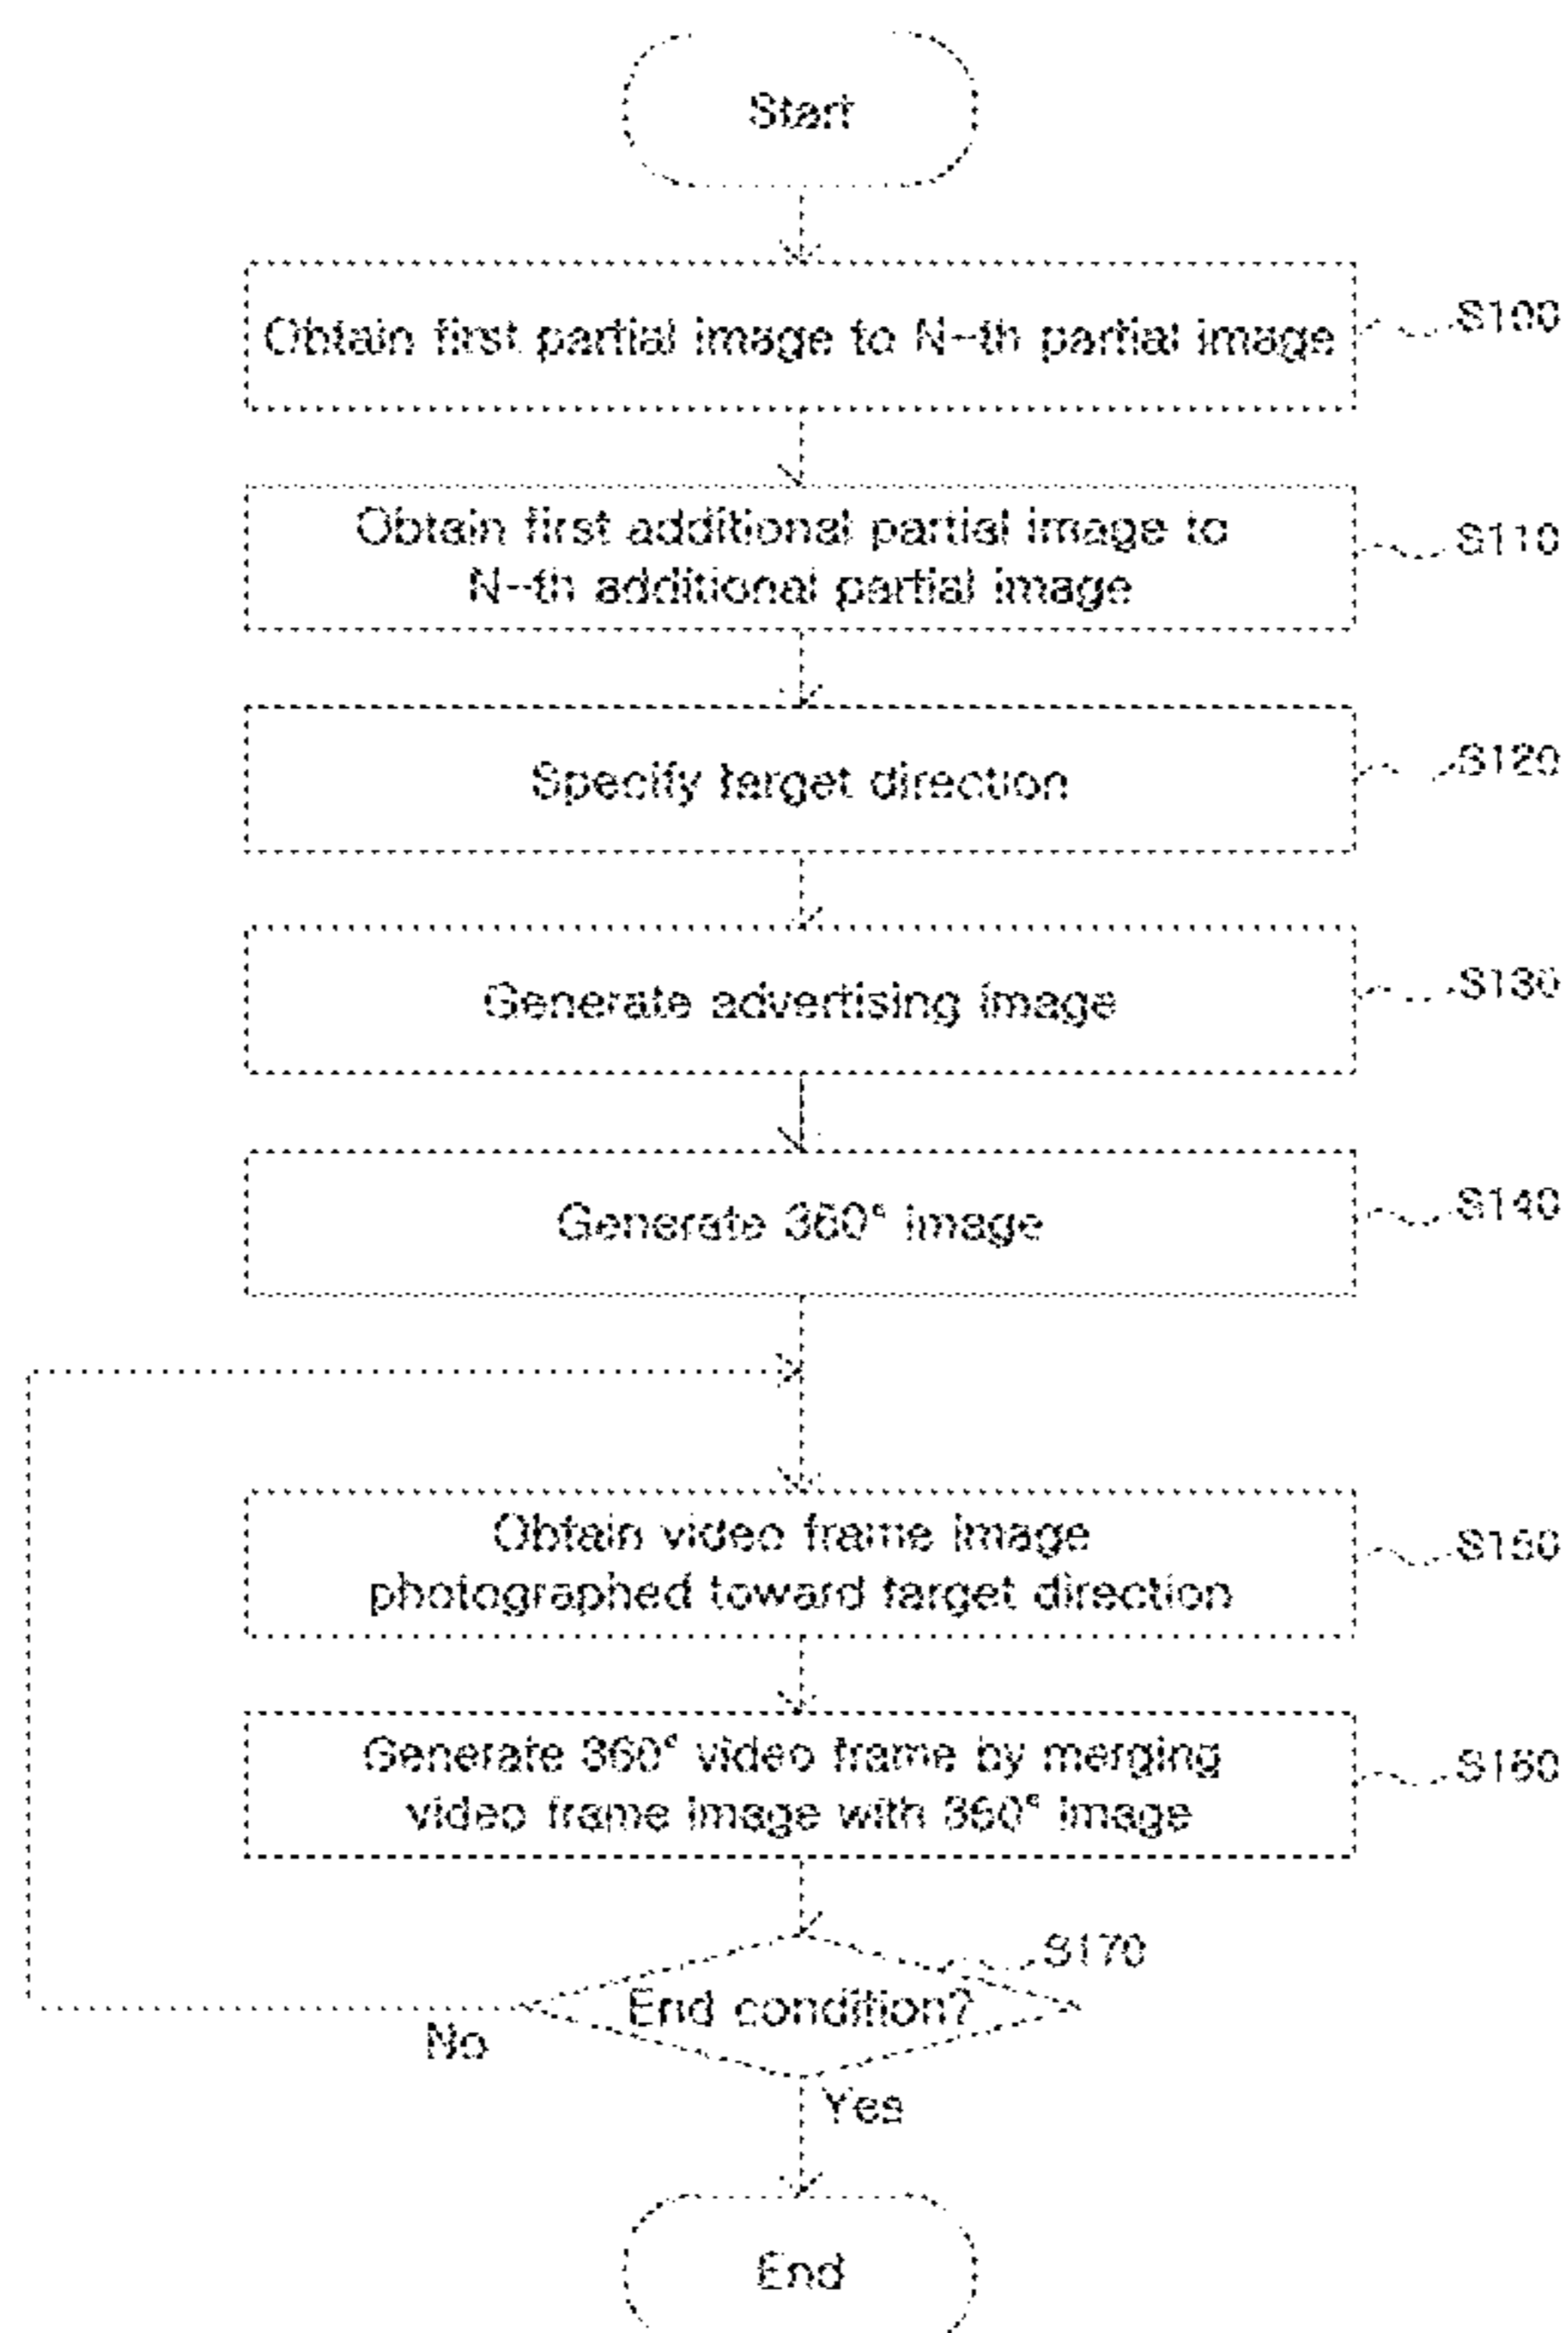 Start
Obtain first partial image to N-th partial image
S100
Obtain first additional partial image to
N-th additional partial image
S110
Specify target direction
S120
Generate advertising image
S130
Generate 360° image
S140
Obtain video frame image
photographed toward target direction
S150
Generate 360° video frame by merging
video frame image with 360° image
S160
S170
End condition?
No
Yes
End